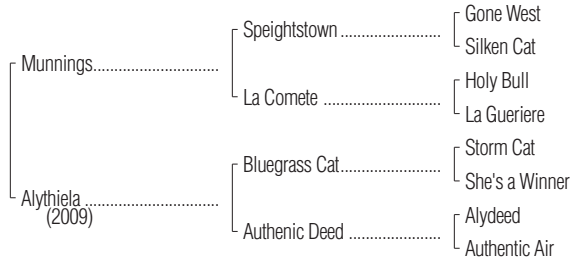 Gone West
Speightstown ........................
Silken Cat
Munnings..............................
Holy Bull
La Comete ............................
La Gueriere
Storm Cat
Bluegrass Cat........................
She's a Winner
Alythiela ................................
(2009)
Alydeed
Authenic Deed ......................
Authentic Air